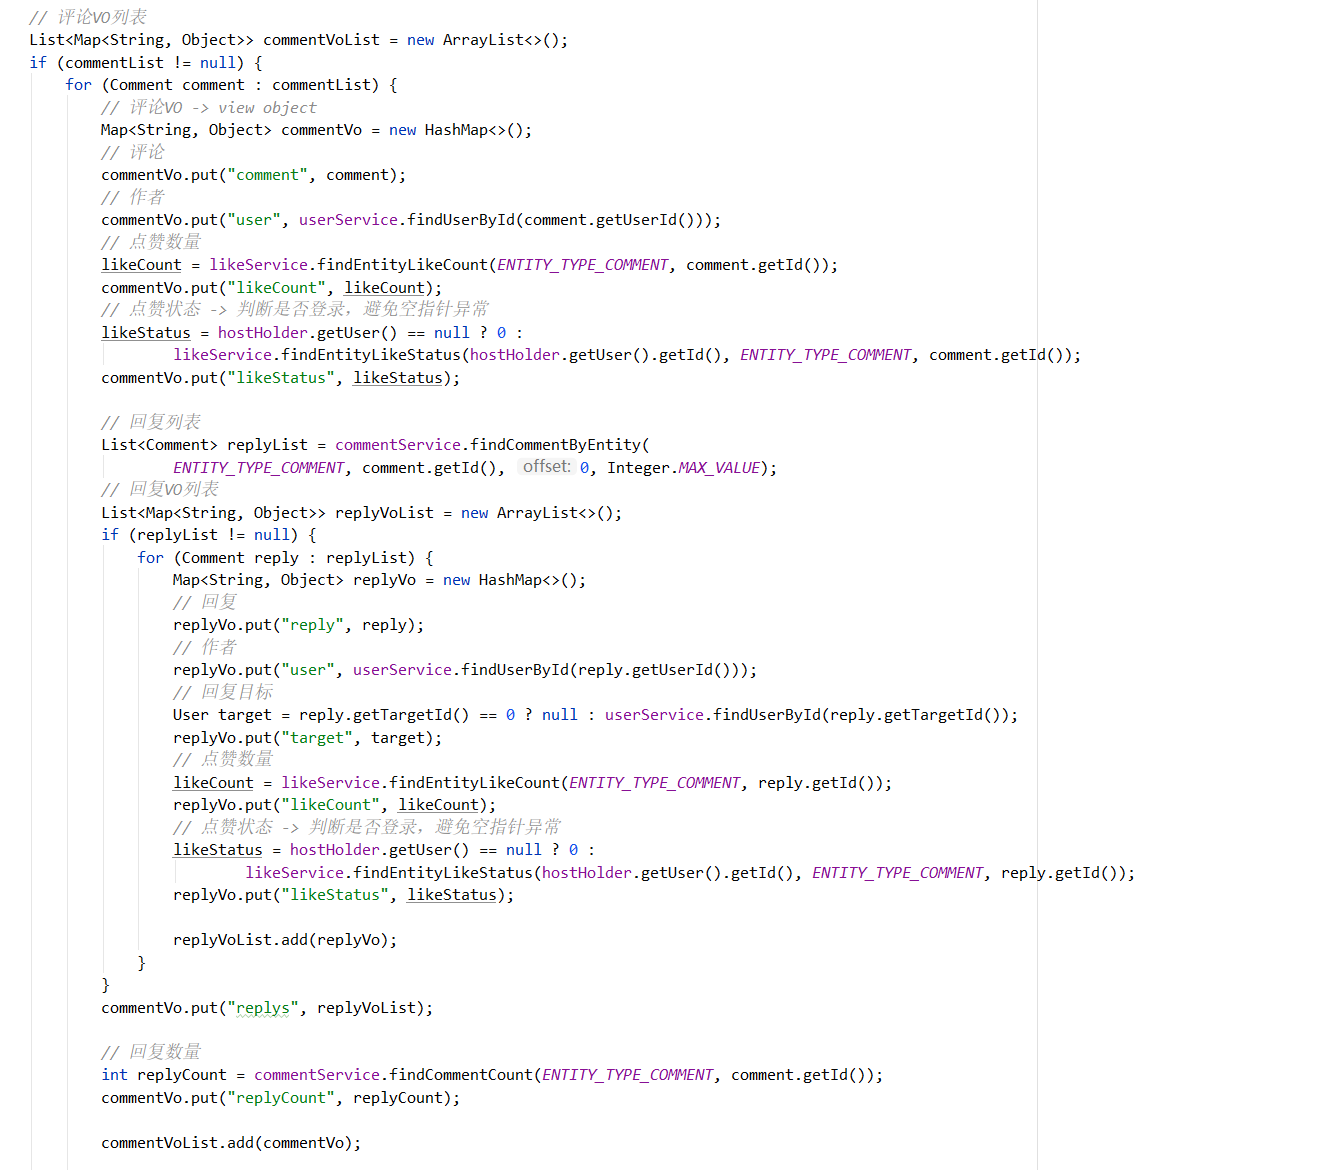 // 评论VO列表
List<Map<String, Object>> commentVoList = new ArrayList<>();
if (commentList != null) {
for (Comment comment : commentList) {
// 评论VO -> view object
Map<String, Object> commentVo = new HashMap<>();
// 评论
commentVo.put("comment", comment);
// 作者
commentVo.put("user", userService.findUserById(comment.getUserId()));
// 点赞数量
likeCount = likeService.findEntityLikeCount(ENTITY_TYPE_COMMENT, comment.getId());
commentVo.put("likeCount", likeCount);
// 点赞状态 -> 判断是否登录，避免空指针异常
likeStatus = hostHolder.getUser() == null ? 0 :
likeService.findEntityLikeStatus(hostHolder.getUser().getId(), ENTITY_TYPE_COMMENT, comment.getId());
commentVo.put("likeStatus", likeStatus);
// 回复列表
List<Comment> replyList = commentService.findCommentByEntity(
ENTITY_TYPE_COMMENT, comment.getId(), offset: 0, Integer.MAX_VALUE);
// 回复VO列表
List<Map<String, Object>> replyVoList = new ArrayList<>();
if (replyList != null) {
for (Comment reply : replyList) {
Map<String, Object> replyVo = new HashMap<>();
// 回复
replyVo.put("reply", reply);
// 作者
replyVo.put("user", userService.findUserById(reply.getUserId()));
// 回复目标
User target = reply.getTargetId() == 0 ? null : userService.findUserById(reply.getTargetId());
replyVo.put("target", target);
// 点赞数量
likeCount = likeService.findEntityLikeCount(ENTITY_TYPE_COMMENT, reply.getId());
replyVo.put("likeCount", likeCount);
// 点赞状态 -> 判断是否登录，避免空指针异常
likeStatus = hostHolder.getUser() == null ? 0 :
likeService.findEntityLikeStatus(hostHolder.getUser().getId(), ENTITY_TYPE_COMMENT, reply.getId());
replyVo.put("likeStatus", likeStatus);
replyVoList.add(replyVo);
}
}
commentVo.put("replys", replyVoList);
// 回复数量
int replyCount = commentService.findCommentCount(ENTITY_TYPE_COMMENT, comment.getId());
commentVo.put("replyCount", replyCount);
commentVoList.add(commentVo);